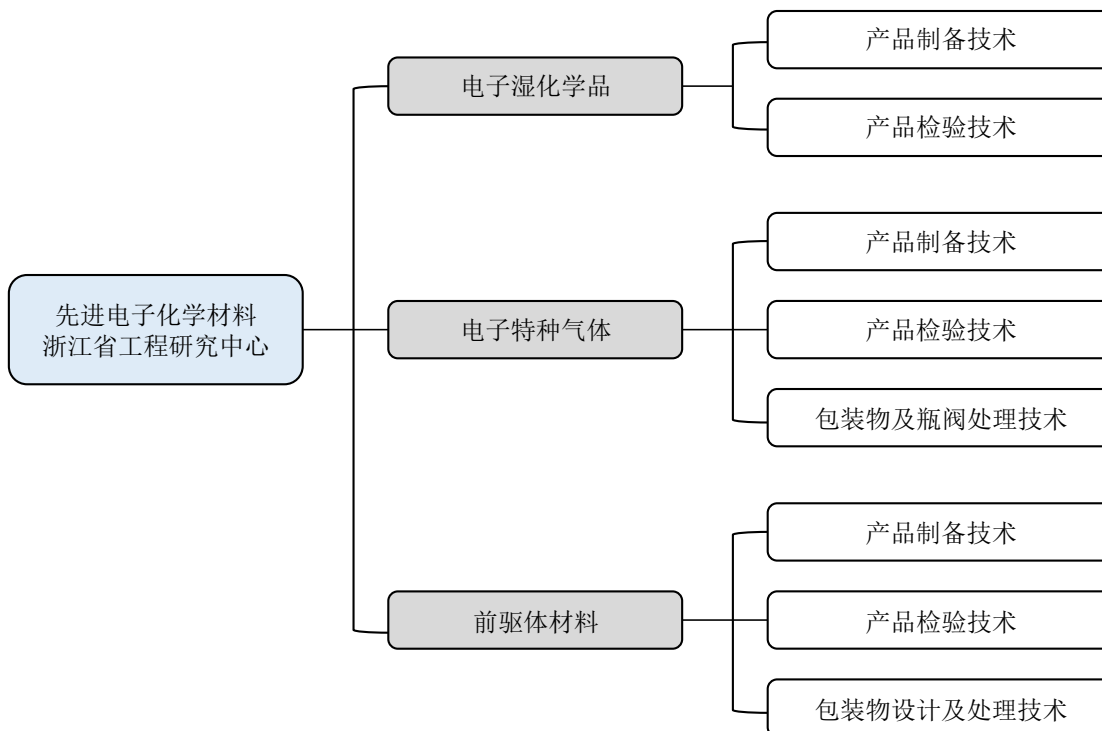 先进电子化学材料
浙江省工程研究中心
电子湿化学品
产品制备技术
产品检验技术
电子特种气体
产品制备技术
产品检验技术
包装物及瓶阀处理技术
前驱体材料
产品制备技术
产品检验技术
包装物设计及处理技术